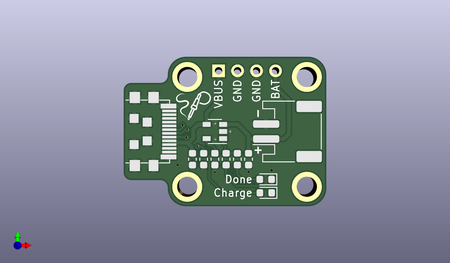 VBUS
GND
GND
BAT
-
+
Done
Charge